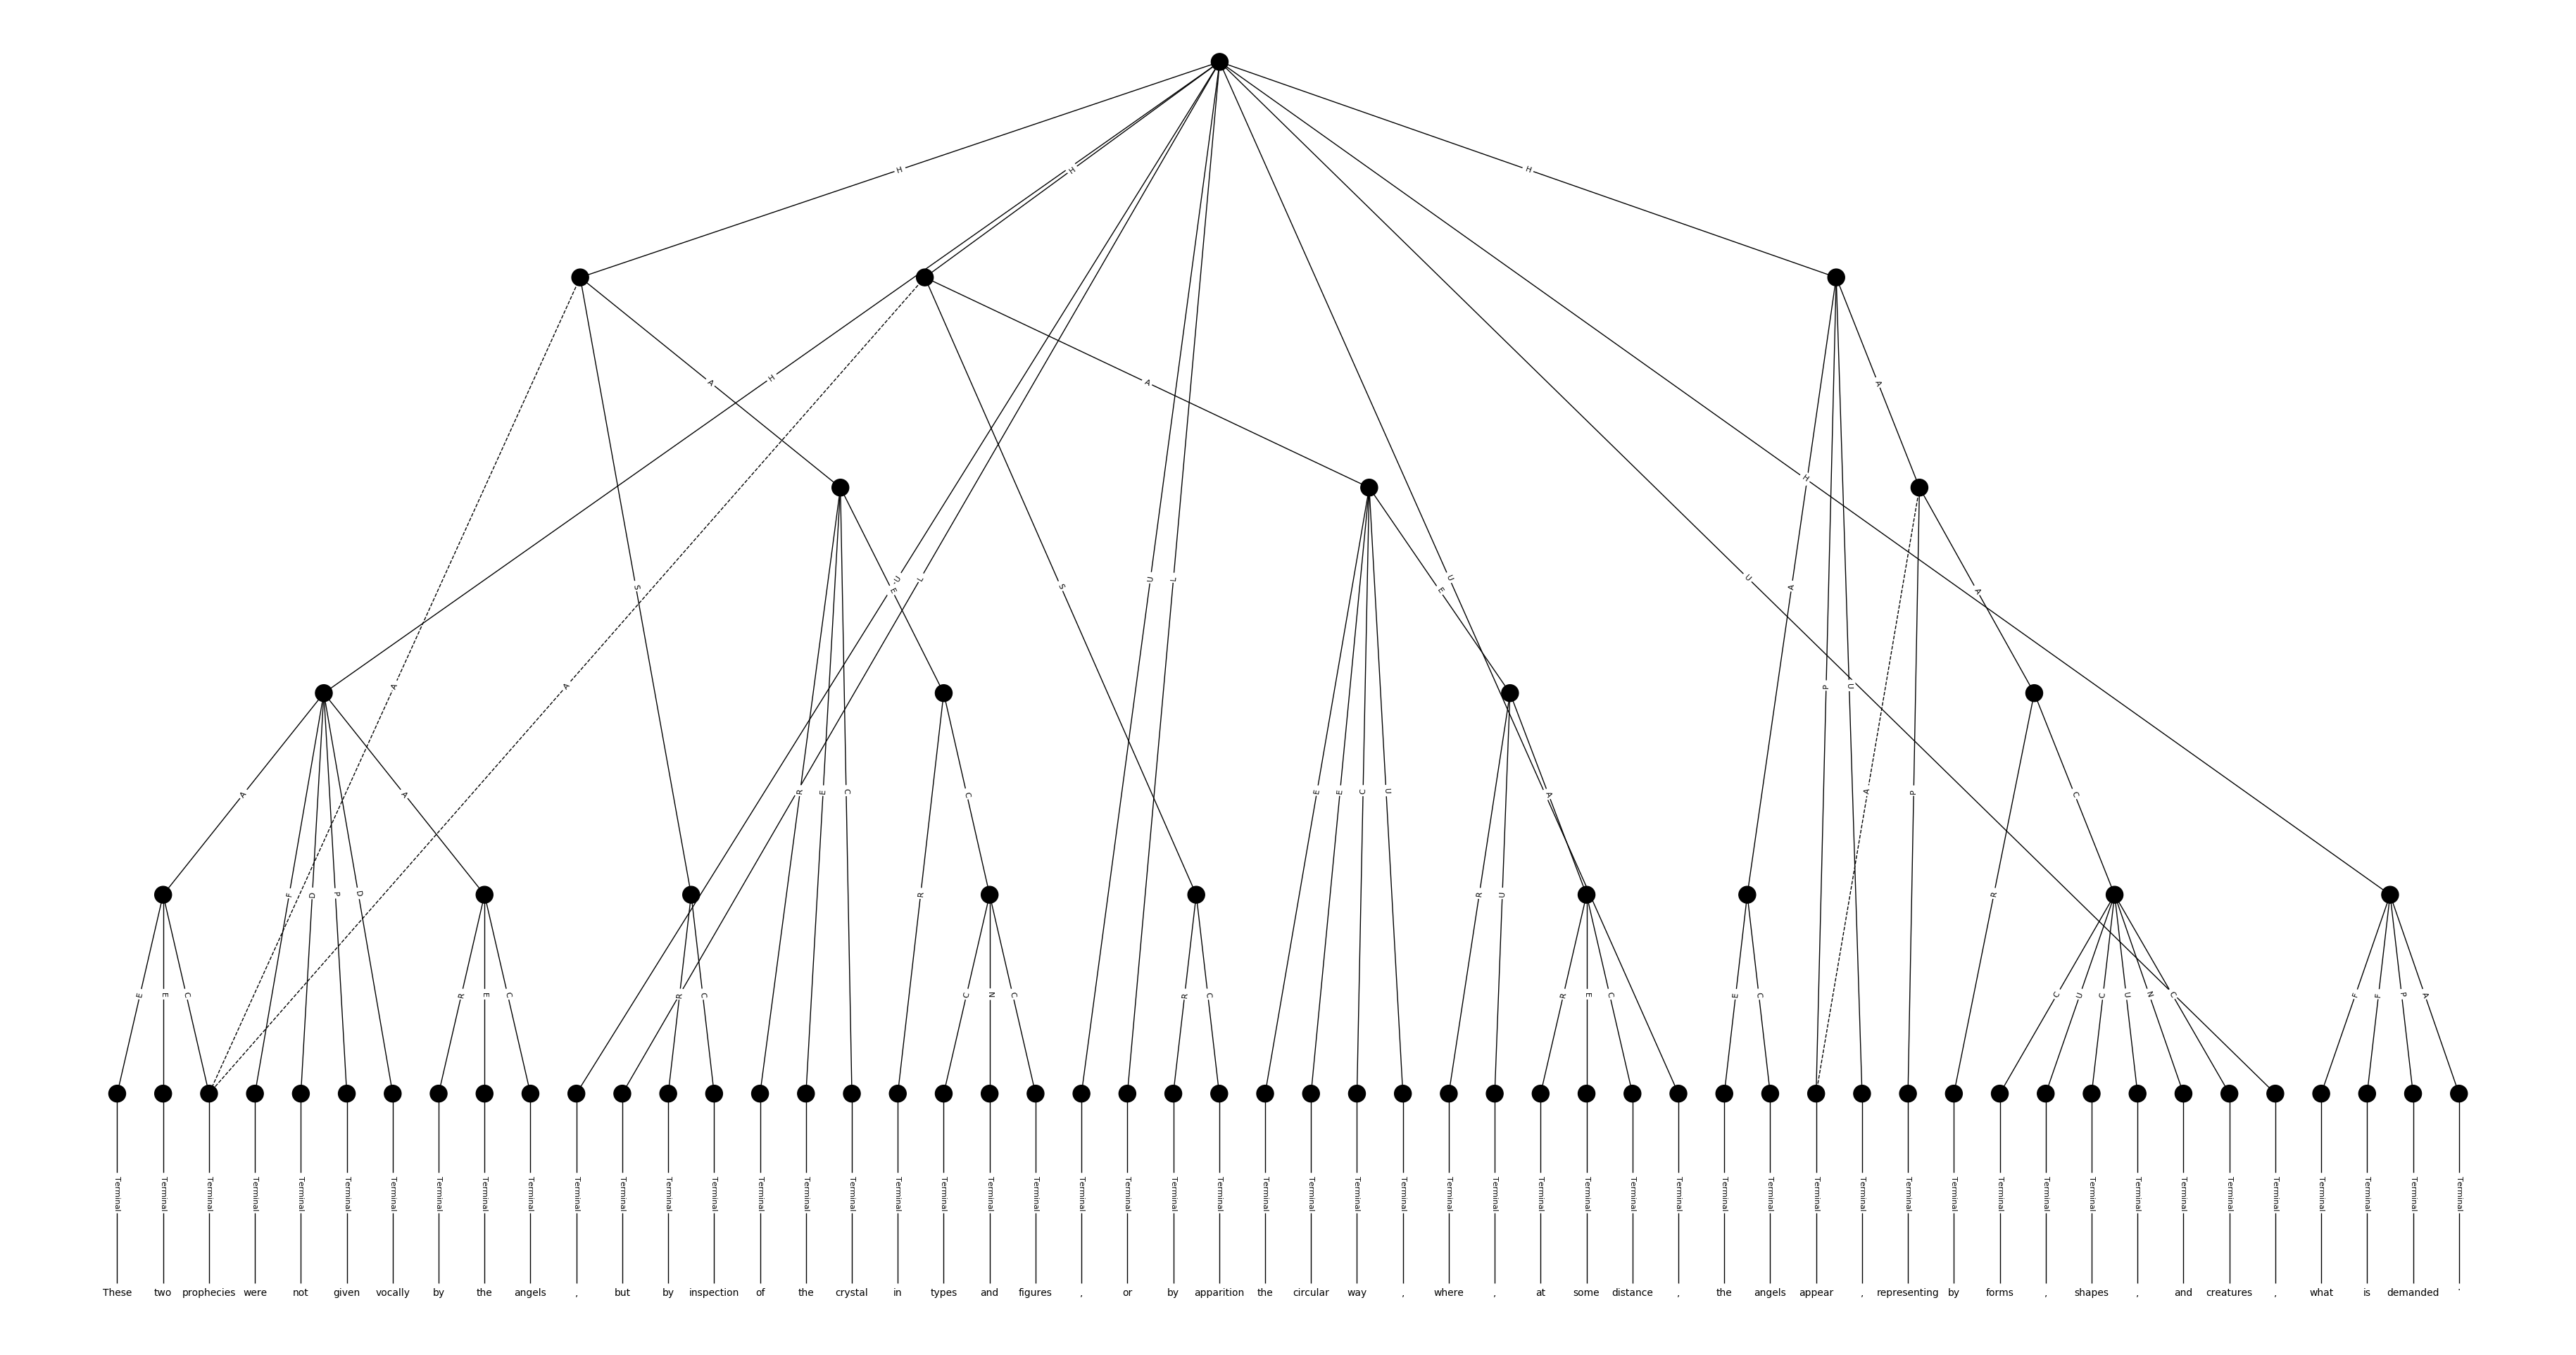 H H H
H A A A
H
S U E L S U L U E U A A
A A P U A
A F D P D A R E C R C E E C U R U A A P R C
E E C R E C R C C N C R C R E C E C C U C U N C F F P A
Terminal Terminal Terminal Terminal Terminal Terminal Terminal Terminal Terminal Terminal Terminal Terminal Terminal Terminal Terminal Terminal Terminal Terminal Terminal Terminal Terminal Terminal Terminal Terminal Terminal Terminal Terminal Terminal Terminal Terminal Terminal Terminal Terminal Terminal Terminal Terminal Terminal Terminal Terminal Terminal Terminal Terminal Terminal Terminal Terminal Terminal Terminal Terminal Terminal Terminal Terminal Terminal
These two prophecies were not given vocally by the angels , but by inspection of the crystal in types and figures , or by apparition the circular way , where , at some distance , the angels appear , representing by forms , shapes , and creatures , what is demanded .